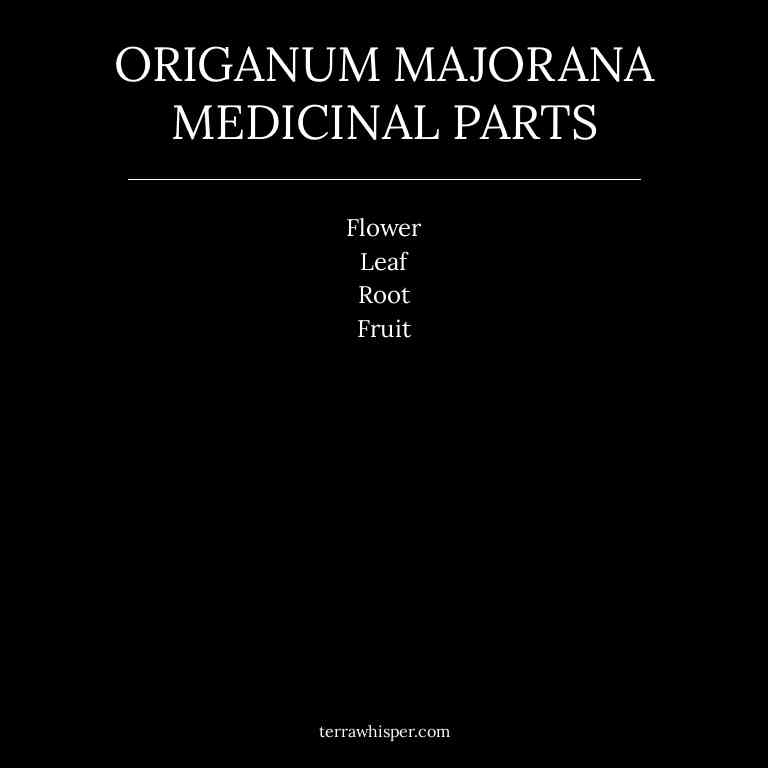 ORIGANUM MAJORANA
MEDICINAL PARTS
Flower
Leaf
Root
Fruit
terrawhisper.com